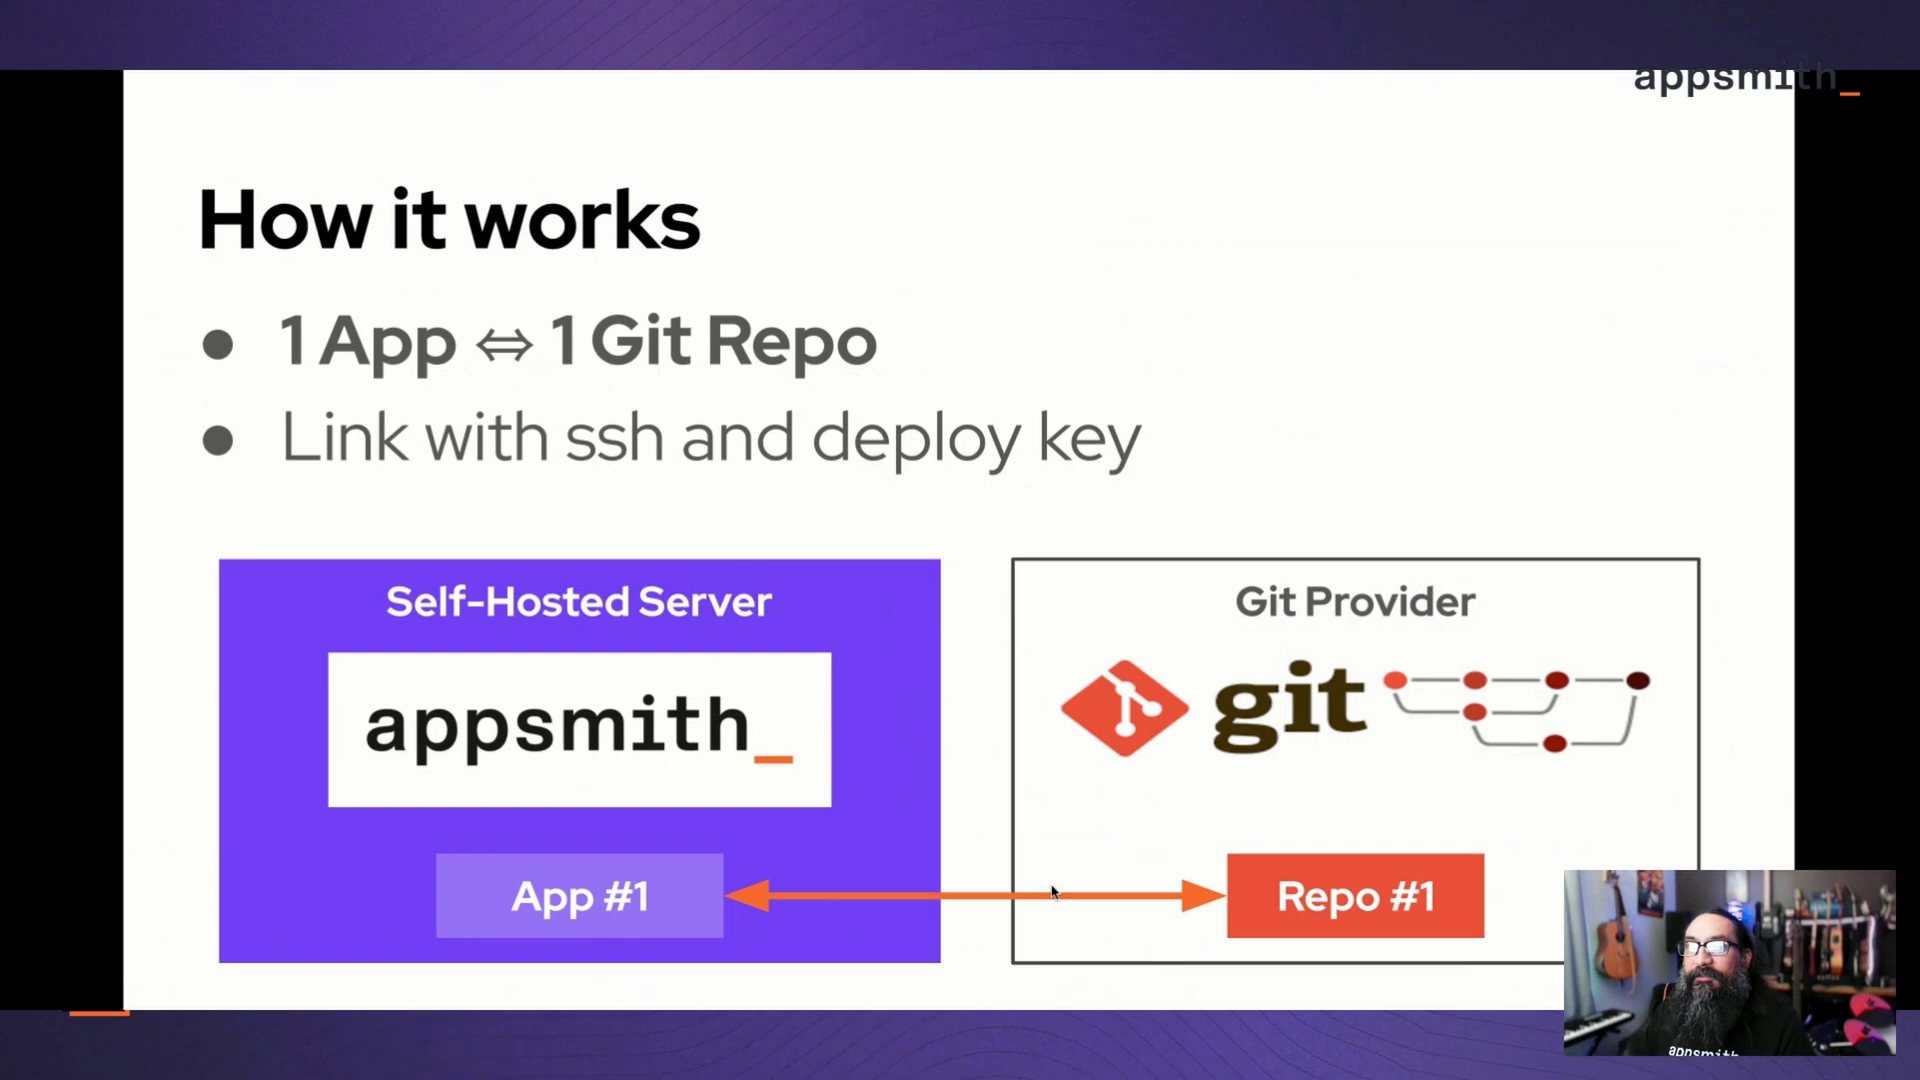 appsmith_
How it works
● 1 App ⇔ 1 Git Repo
● Link with ssh and deploy key
Self-Hosted Server
appsmith_
App #1
Git Provider
git
Repo #1
appsmith